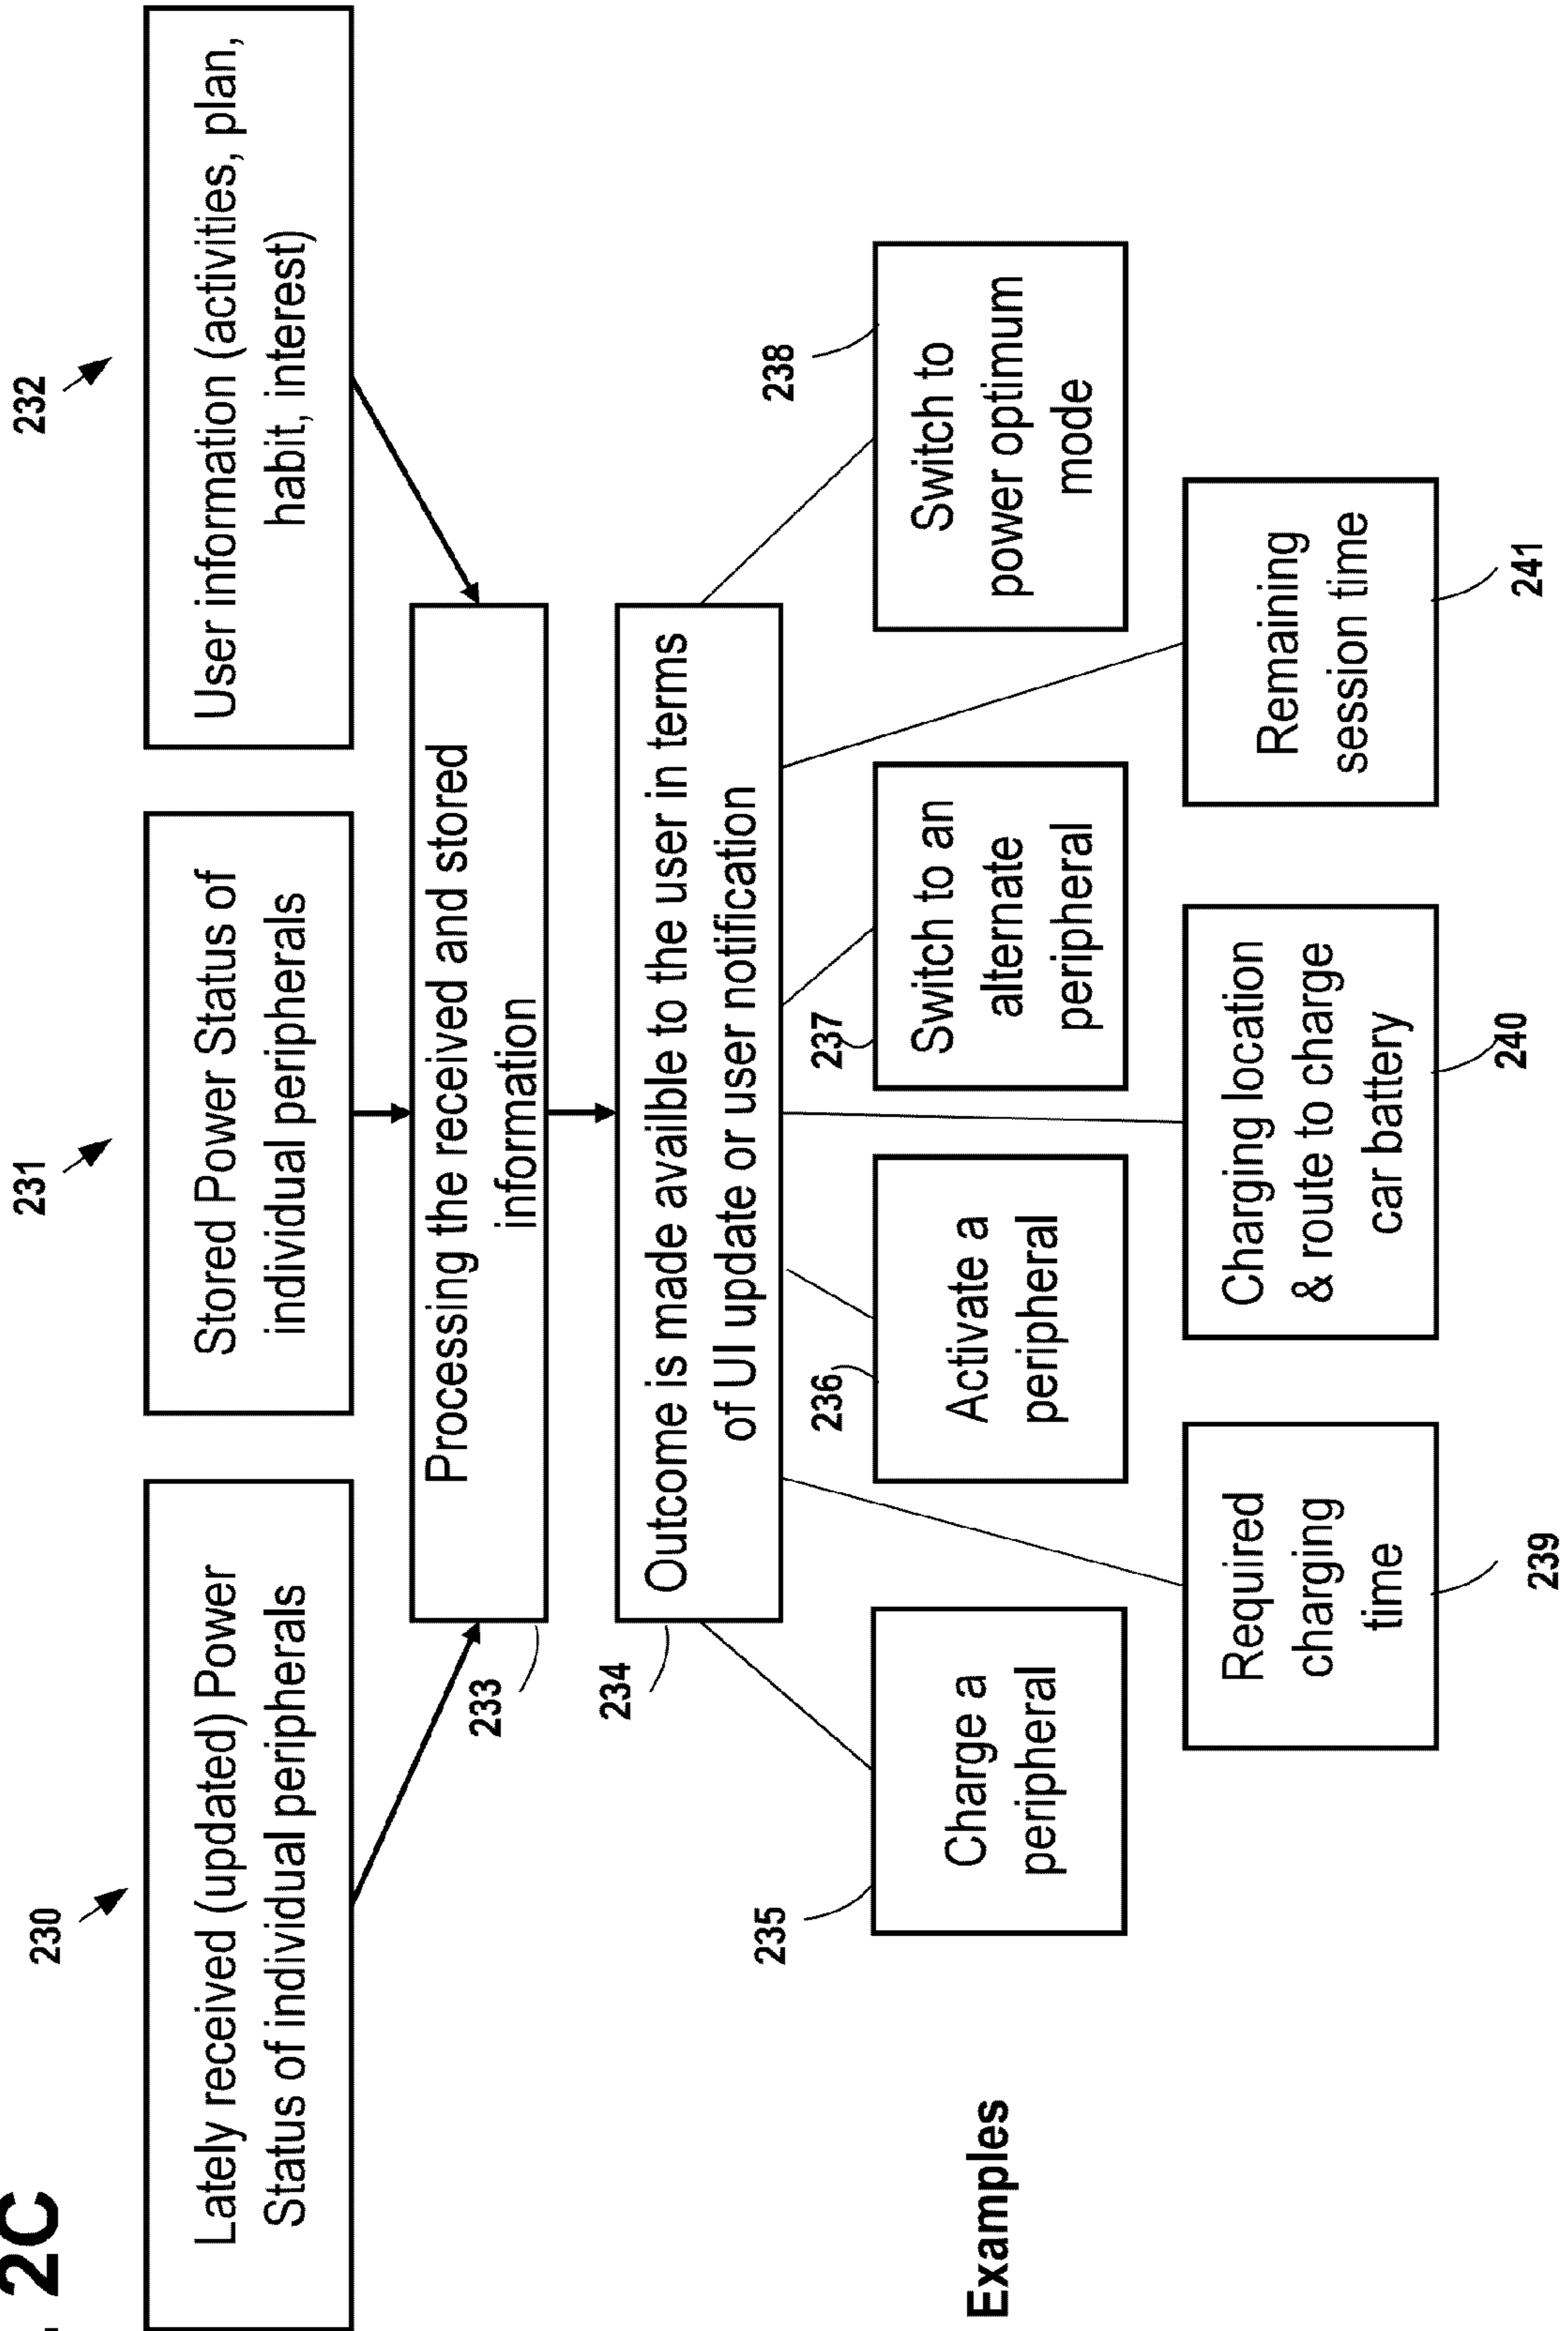 2C
230
231
232
Lately received (updated) Power
Status of individual peripherals
Stored Power Status of
individual peripherals
User information (activities, plan,
habit, interest)
Processing the received and stored
information
233
Outcome is made availble to the user in terms
of UI update or user notification
234
Examples
235
Charge a
peripheral
236
Activate a
peripheral
237
Switch to an
alternate
peripheral
238
Switch to
power optimum
mode
Required
charging
time
239
Charging location
& route to charge
car battery
240
Remaining
session time
241